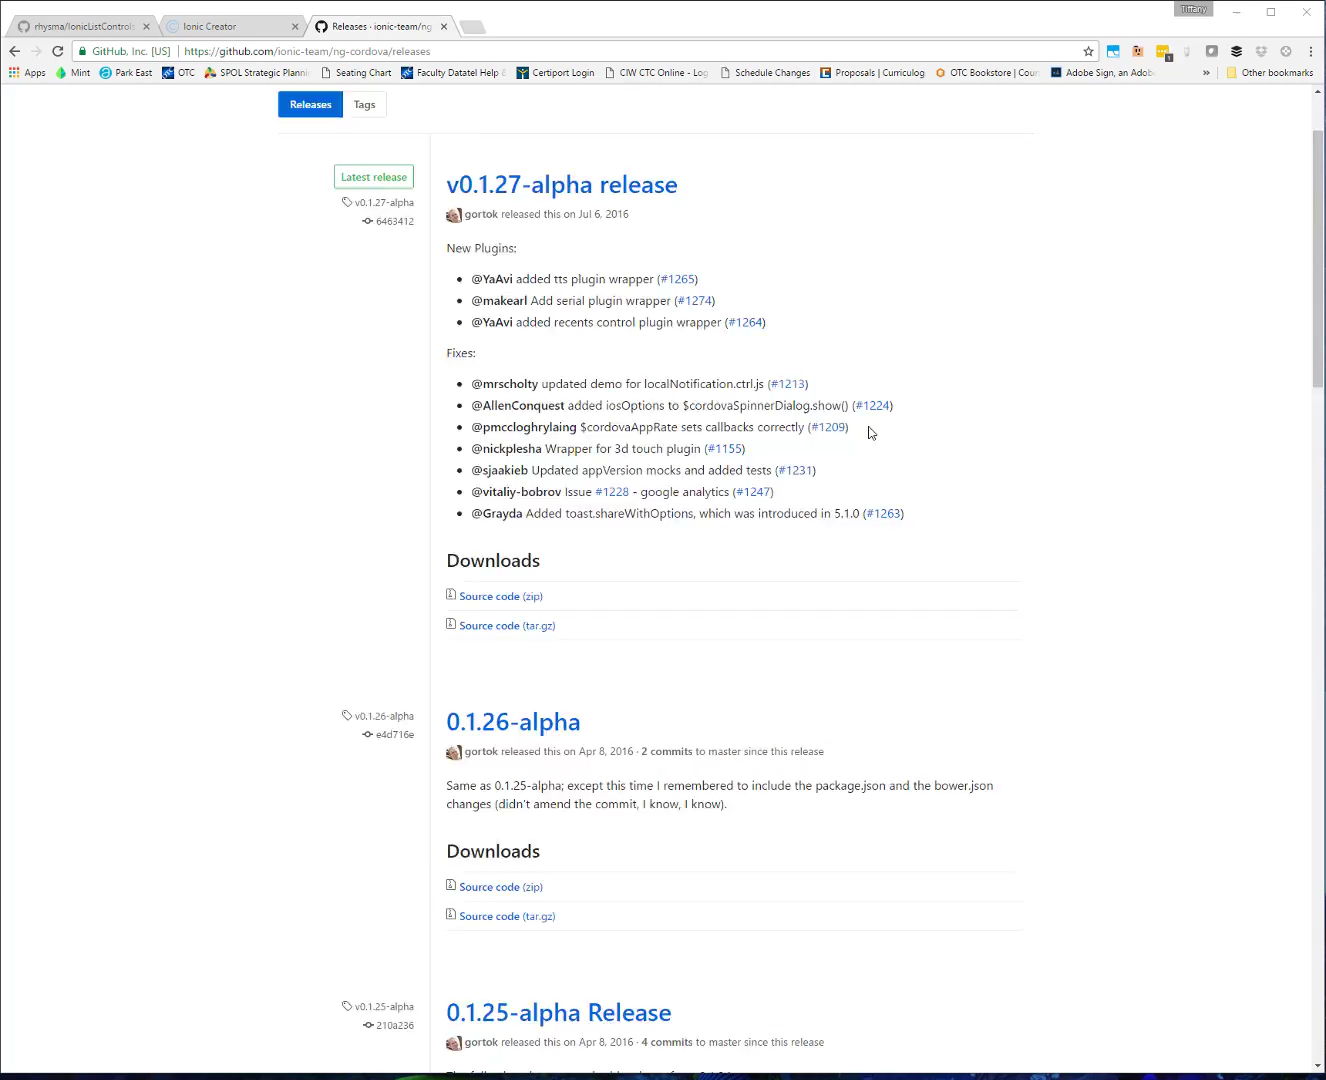 Tiffany
rhysma/IonicListControls
Ionic Creator
Releases · ionic-team/ng
GitHub, Inc. [US] https://github.com/ionic-team/ng-cordova/releases
Apps Mint Park East OTC SPOL Strategic Planni Seating Chart Faculty Datatel Help & Certiport Login CIW CTC Online - Log Schedule Changes Proposals | Curriculog OTC Bookstore | Cour Adobe Sign, an Adob » Other bookmarks
Releases Tags
Latest release
v0.1.27-alpha
6463412
v0.1.27-alpha release
gortok released this on Jul 6, 2016
New Plugins:
@YaAvi added tts plugin wrapper (#1265)
@makearl Add serial plugin wrapper (#1274)
@YaAvi added recents control plugin wrapper (#1264)
Fixes:
@mrscholty updated demo for localNotification.ctrl.js (#1213)
@AllenConquest added iosOptions to $cordovaSpinnerDialog.show() (#1224)
@pmccloghrylaing $cordovaAppRate sets callbacks correctly (#1209)
@nickplesha Wrapper for 3d touch plugin (#1155)
@sjaakieb Updated appVersion mocks and added tests (#1231)
@vitaliy-bobrov Issue #1228 - google analytics (#1247)
@Grayda Added toast.shareWithOptions, which was introduced in 5.1.0 (#1263)
Downloads
Source code (zip)
Source code (tar.gz)
v0.1.26-alpha
e4d716e
0.1.26-alpha
gortok released this on Apr 8, 2016 · 2 commits to master since this release
Same as 0.1.25-alpha; except this time I remembered to include the package.json and the bower.json
changes (didn't amend the commit, I know, I know).
Downloads
Source code (zip)
Source code (tar.gz)
v0.1.25-alpha
210a236
0.1.25-alpha Release
gortok released this on Apr 8, 2016 · 4 commits to master since this release